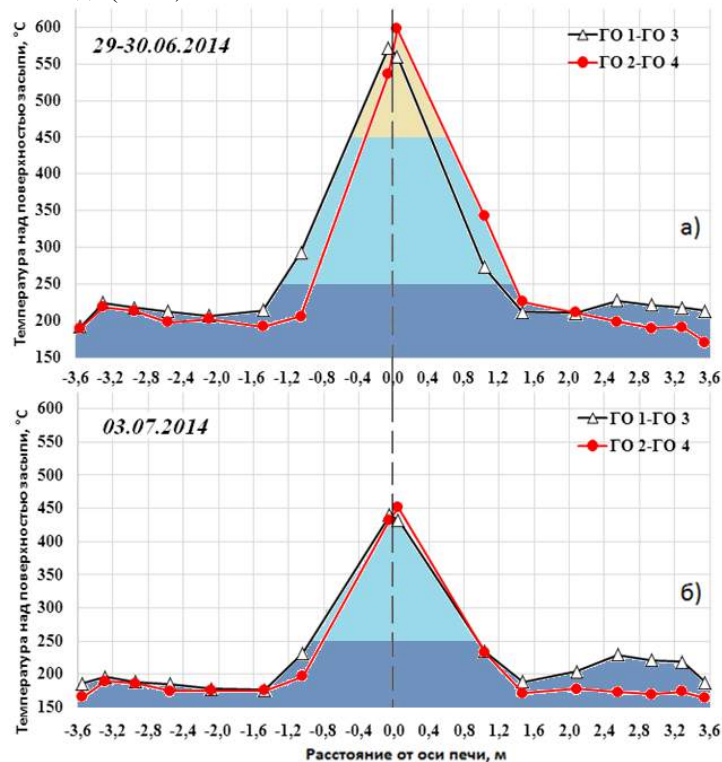 600
550
500
450
400
350
300
250
200
150
Температура над поверхностью засыпи, °С
29-30.06.2014
ГО 1-ГО 3
ГО 2-ГО 4
а)
-3,6 -3,2 -2,8 -2,4 -2,0 -1,6 -1,2 -0,8 -0,4 0,0 0,4 0,8 1,2 1,6 2,0 2,4 2,8 3,2 3,6
600
550
500
450
400
350
300
250
200
150
Температура над поверхностью засыпи, °С
03.07.2014
ГО 1-ГО 3
ГО 2-ГО 4
б)
-3,6 -3,2 -2,8 -2,4 -2,0 -1,6 -1,2 -0,8 -0,4 0,0 0,4 0,8 1,2 1,6 2,0 2,4 2,8 3,2 3,6
Расстояние от оси печи, м